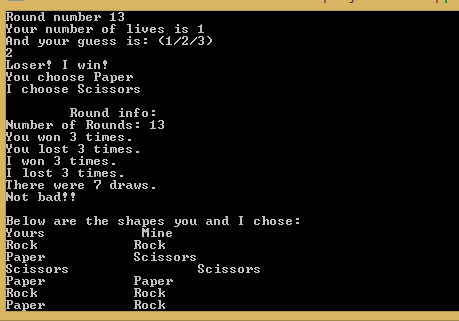 Round number 13
Your number of lives is 1
And your guess is: (1/2/3)
2
Loser! I win!
You choose Paper
I choose Scissors
Round info:
Number of Rounds: 13
You won 3 times.
You lost 3 times.
I won 3 times.
I lost 3 times.
There were 7 draws.
Not bad!!
Below are the shapes you and I chose:
Yours Mine
Rock Rock
Paper Scissors
Scissors Scissors
Paper Paper
Rock Rock
Paper Rock